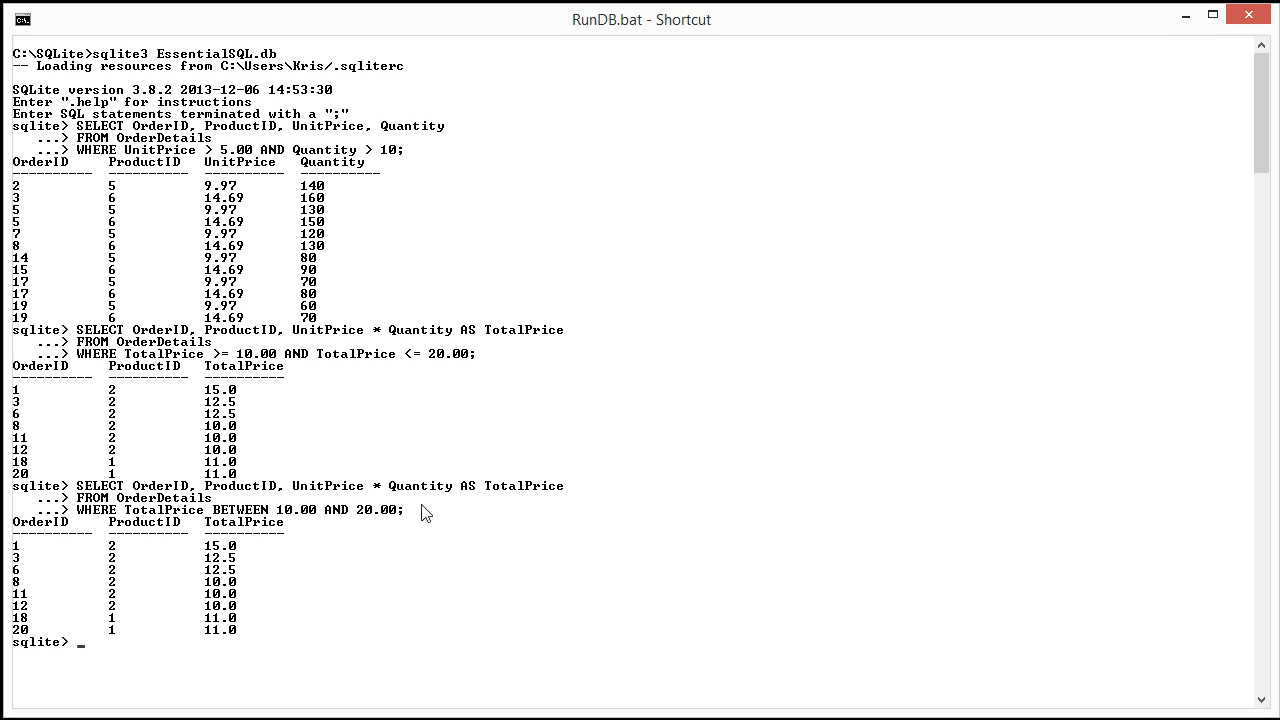 RunDB.bat - Shortcut
C:\SQLite>sqlite3 EssentialSQL.db
-- Loading resources from C:\Users\Kris/.sqliterc
SQLite version 3.8.2 2013-12-06 14:53:30
Enter ".help" for instructions
Enter SQL statements terminated with a ";"
sqlite> SELECT OrderID, ProductID, UnitPrice, Quantity
   ...> FROM OrderDetails
   ...> WHERE UnitPrice > 5.00 AND Quantity > 10;
OrderID     ProductID   UnitPrice   Quantity
----------  ----------  ----------  ----------
2           5           9.97        140
3           6           14.69       160
5           5           9.97        130
5           6           14.69       150
7           5           9.97        120
8           6           14.69       130
14          5           9.97        80
15          6           14.69       90
17          5           9.97        70
17          6           14.69       80
19          5           9.97        60
19          6           14.69       70
sqlite> SELECT OrderID, ProductID, UnitPrice * Quantity AS TotalPrice
   ...> FROM OrderDetails
   ...> WHERE TotalPrice >= 10.00 AND TotalPrice <= 20.00;
OrderID     ProductID   TotalPrice
----------  ----------  ----------
1           2           15.0
3           2           12.5
6           2           12.5
8           2           10.0
11          2           10.0
12          2           10.0
18          1           11.0
20          1           11.0
sqlite> SELECT OrderID, ProductID, UnitPrice * Quantity AS TotalPrice
   ...> FROM OrderDetails
   ...> WHERE TotalPrice BETWEEN 10.00 AND 20.00;
OrderID     ProductID   TotalPrice
----------  ----------  ----------
1           2           15.0
3           2           12.5
6           2           12.5
8           2           10.0
11          2           10.0
12          2           10.0
18          1           11.0
20          1           11.0
sqlite> _